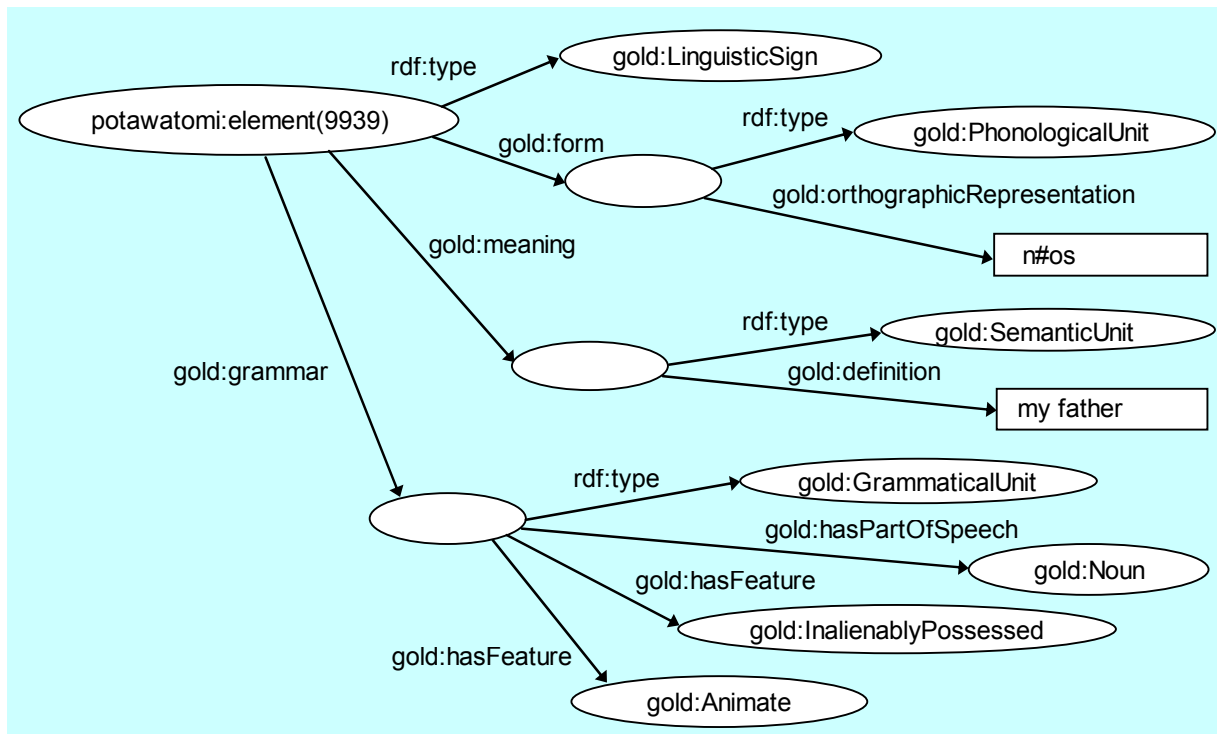 gold:LinguisticSign
rdf:type
potawatomi:element(9939)
rdf:type
gold:PhonologicalUnit
gold:form
gold:orthographicRepresentation
gold:meaning
n#os
rdf:type
gold:SemanticUnit
gold:grammar
gold:definition
my father
rdf:type
gold:GrammaticalUnit
gold:hasPartOfSpeech
gold:Noun
gold:hasFeature
gold:InalienablyPossessed
gold:hasFeature
gold:Animate